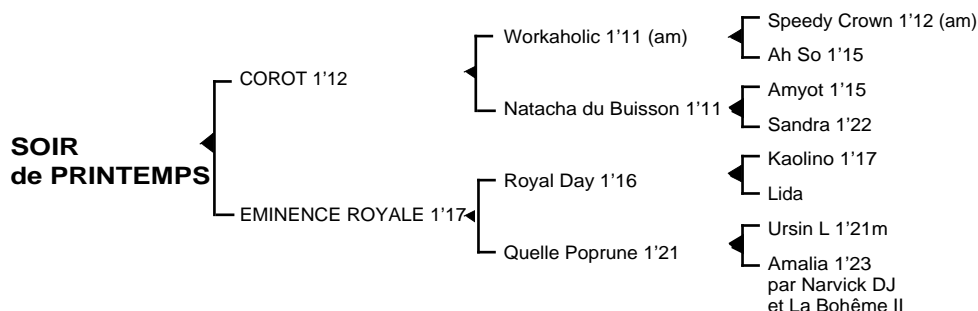 SOIR
de PRINTEMPS
COROT 1’12
EMINENCE ROYALE 1’17
Workaholic 1’11 (am)
Natacha du Buisson 1’11
Royal Day 1’16
Quelle Poprune 1’21
Speedy Crown 1’12 (am)
Ah So 1’15
Amyot 1’15
Sandra 1’22
Kaolino 1’17
Lida
Ursin L 1’21m
Amalia 1’23
par Narvick DJ
et La Bohême II